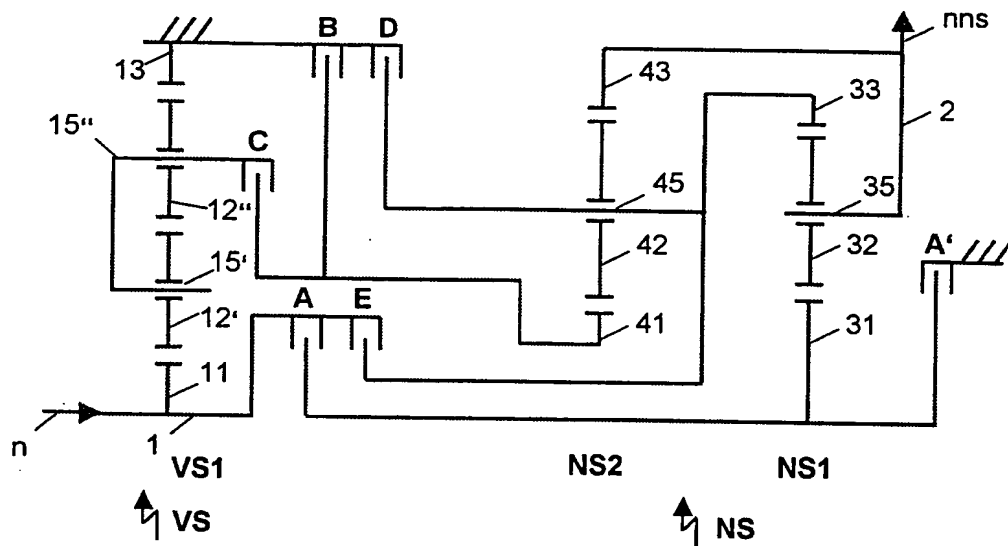 B D nns
13 43 33 2
15“ C
12“ 45 35
15‘ 42 32 A‘
12‘ A E 41 31
11
n 1
VS1 NS2 NS1
VS NS